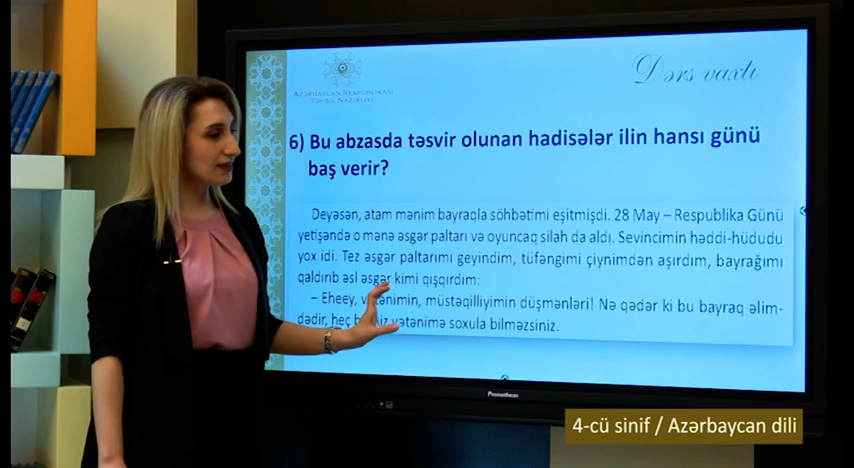 Dərs vaxtı
AZƏRBAYCAN RESPUBLIKASI
TƏHSIL NAZIRLIYI
6) Bu abzasda təsvir olunan hadisələr ilin hansı günü
baş verir?
Deyəsən, atam mənim bayraqla söhbətimi eşitmişdi. 28 May – Respublika Günü
yetişəndə o mənə əsgər paltarı və oyuncaq silah da aldı. Sevincimin həddi-hüdudu
yox idi. Tez əsgər paltarımı geyindim, tüfəngimi çiynimdən aşırdım, bayrağımı
qaldırıb əsl əsgər kimi qışqırdım:
– Eheey, vətənimin, müstəqilliyimin düşmənləri! Nə qədər ki bu bayraq əlim-
dədir, heç vətənimə soxula bilməzsiniz.
Promethean
4-cü sinif / Azərbaycan dili